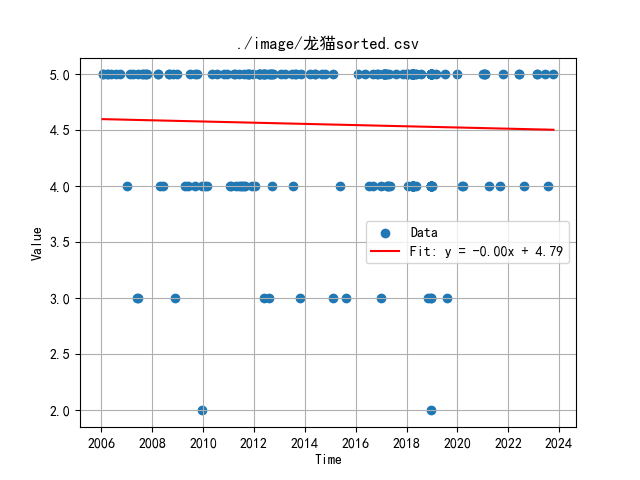 ./image/龙猫sorted.csv
5.0
4.5
4.0
3.5
3.0
2.5
2.0
Value
Data
Fit: y = -0.00x + 4.79
2006 2008 2010 2012 2014 2016 2018 2020 2022 2024
Time